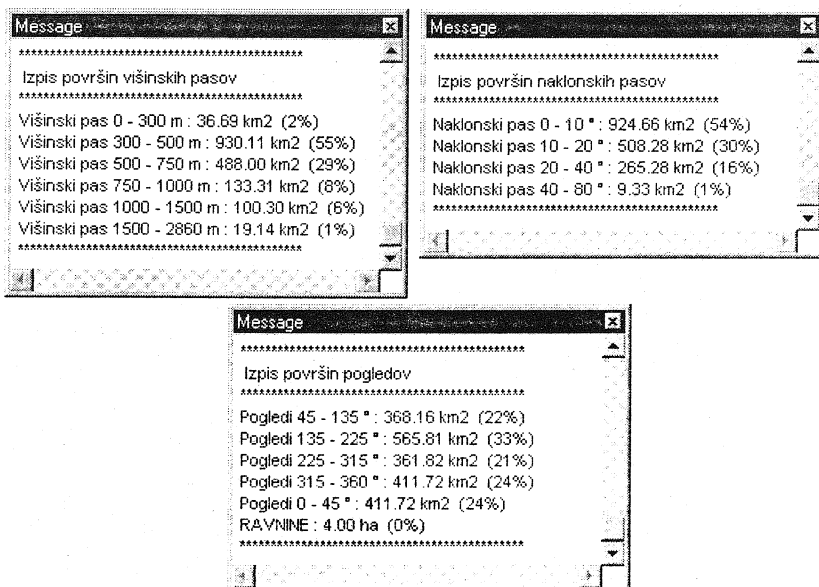 Message
******************************************************
Izpis površin višinskih pasov
******************************************************
Višinski pas 0 - 300 m : 36.69 km2 (2%)
Višinski pas 300 - 500 m : 930.11 km2 (55%)
Višinski pas 500 - 750 m : 488.00 km2 (29%)
Višinski pas 750 - 1000 m : 133.31 km2 (8%)
Višinski pas 1000 - 1500 m : 100.30 km2 (6%)
Višinski pas 1500 - 2860 m : 19.14 km2 (1%)
******************************************************
Message
******************************************************
Izpis površin naklonskih pasov
******************************************************
Naklonski pas 0 - 10 ° : 924.66 km2 (54%)
Naklonski pas 10 - 20 ° : 508.28 km2 (30%)
Naklonski pas 20 - 40 ° : 265.28 km2 (16%)
Naklonski pas 40 - 80 ° : 9.33 km2 (1%)
******************************************************
Message
******************************************************
Izpis površin pogledov
******************************************************
Pogledi 45 - 135 ° : 368.16 km2 (22%)
Pogledi 135 - 225 ° : 565.81 km2 (33%)
Pogledi 225 - 315 ° : 361.82 km2 (21%)
Pogledi 315 - 360 ° : 411.72 km2 (24%)
Pogledi 0 - 45 ° : 411.72 km2 (24%)
RAVNINE : 4.00 ha (0%)
******************************************************